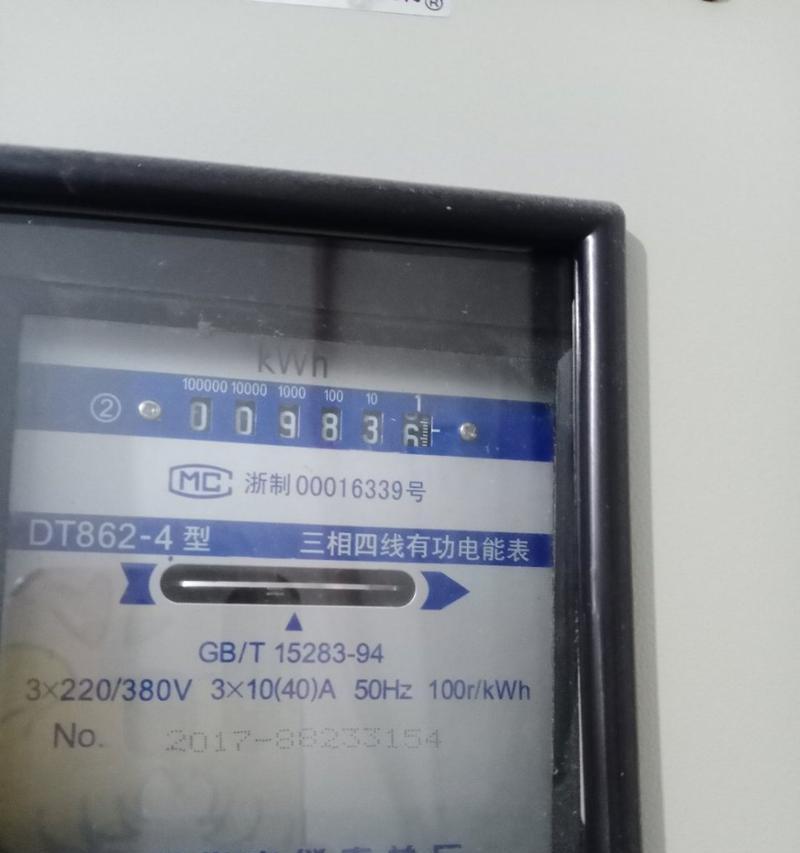 ®
kWh
100000 10000 1000 100 10 1
② 0 0 9 8 3 6
MC 浙制00016339号
DT862-4型 三相四线有功电能表
GB/T 15283-94
3×220/380V 3×10(40)A 50Hz 100r/kWh
No. 2017-88233154